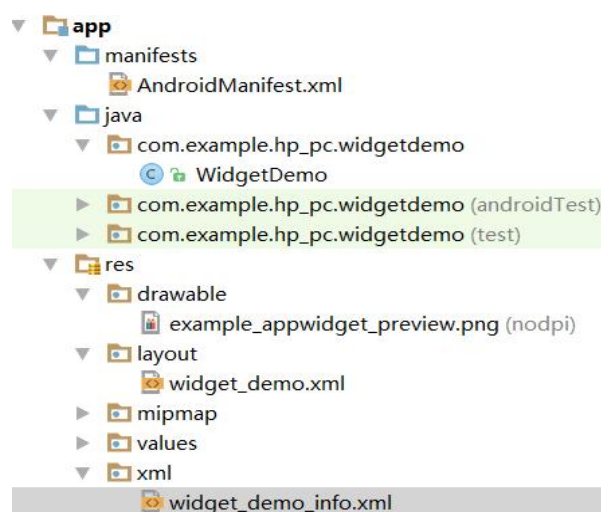 app
manifests
AndroidManifest.xml
java
com.example.hp_pc.widgetdemo
WidgetDemo
com.example.hp_pc.widgetdemo (androidTest)
com.example.hp_pc.widgetdemo (test)
res
drawable
example_appwidget_preview.png (nodpi)
layout
widget_demo.xml
mipmap
values
xml
widget_demo_info.xml